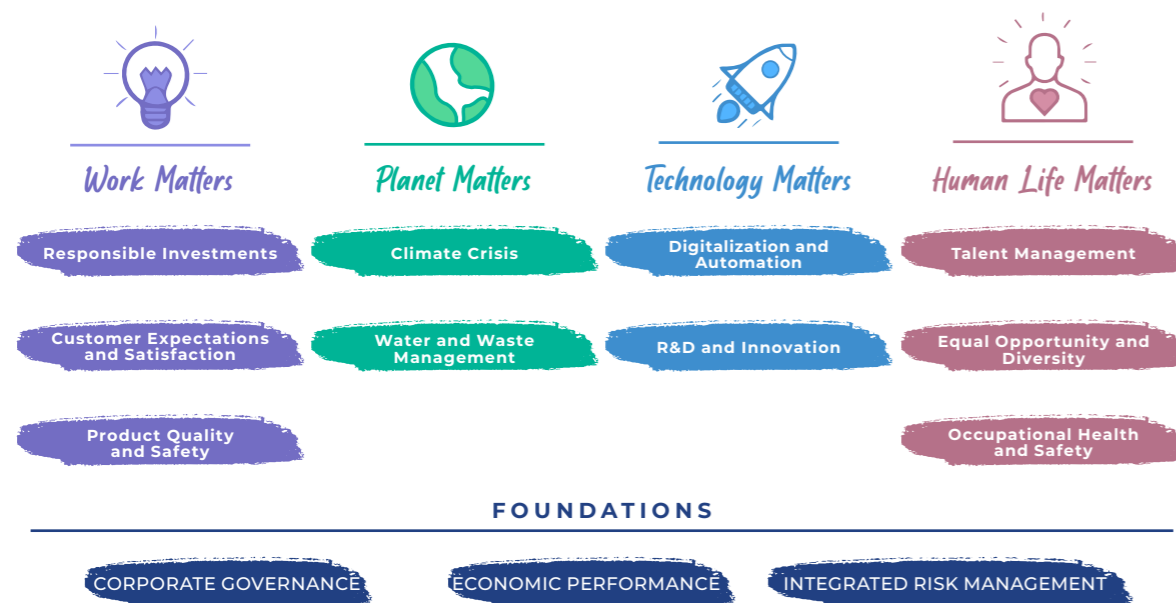 Work Matters
Planet Matters
Technology Matters
Human Life Matters
Responsible Investments
Climate Crisis
Digitalization and
Automation
Talent Management
Customer Expectations
and Satisfaction
Water and Waste
Management
R&D and Innovation
Equal Opportunity and
Diversity
Product Quality
and Safety
Occupational Health
and Safety
FOUNDATIONS
CORPORATE GOVERNANCE
ECONOMIC PERFORMANCE
INTEGRATED RISK MANAGEMENT